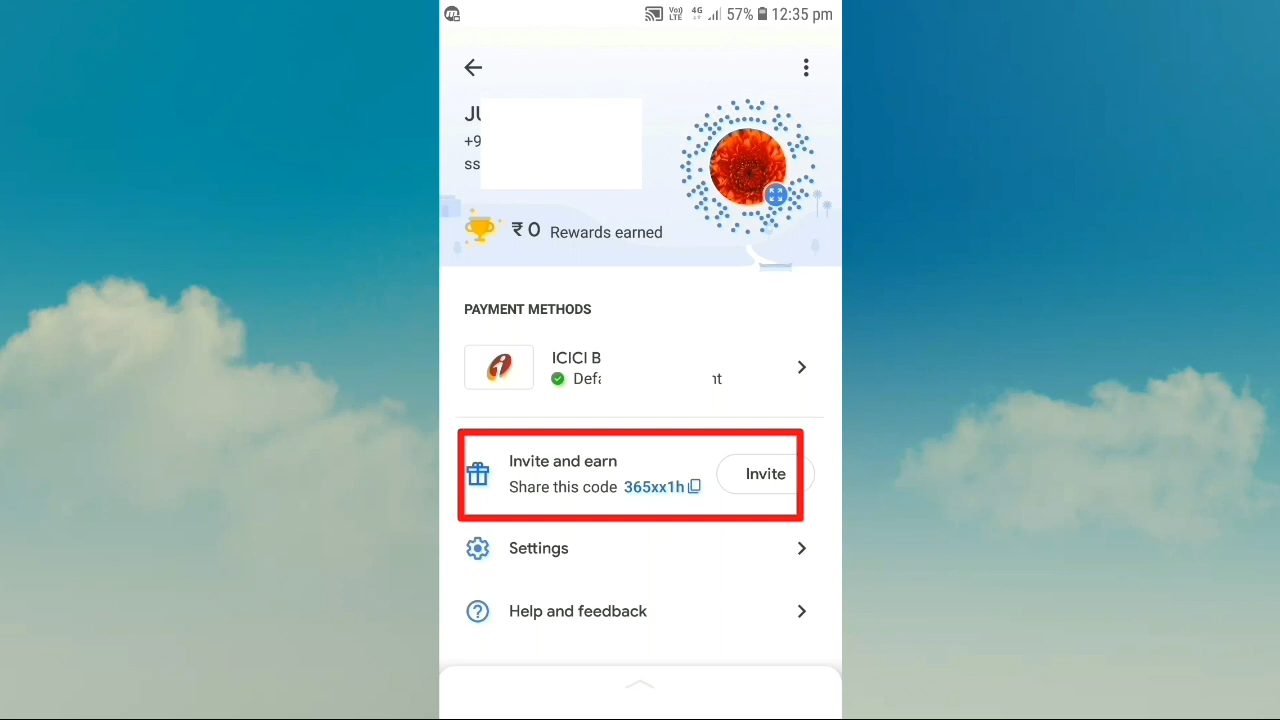 Vo))
LTE
4G
57%
12:35 pm
JU
+9
ss
₹ 0 Rewards earned
PAYMENT METHODS
ICICI B
Defa nt
Invite and earn
Share this code 365xx1h
Invite
Settings
Help and feedback